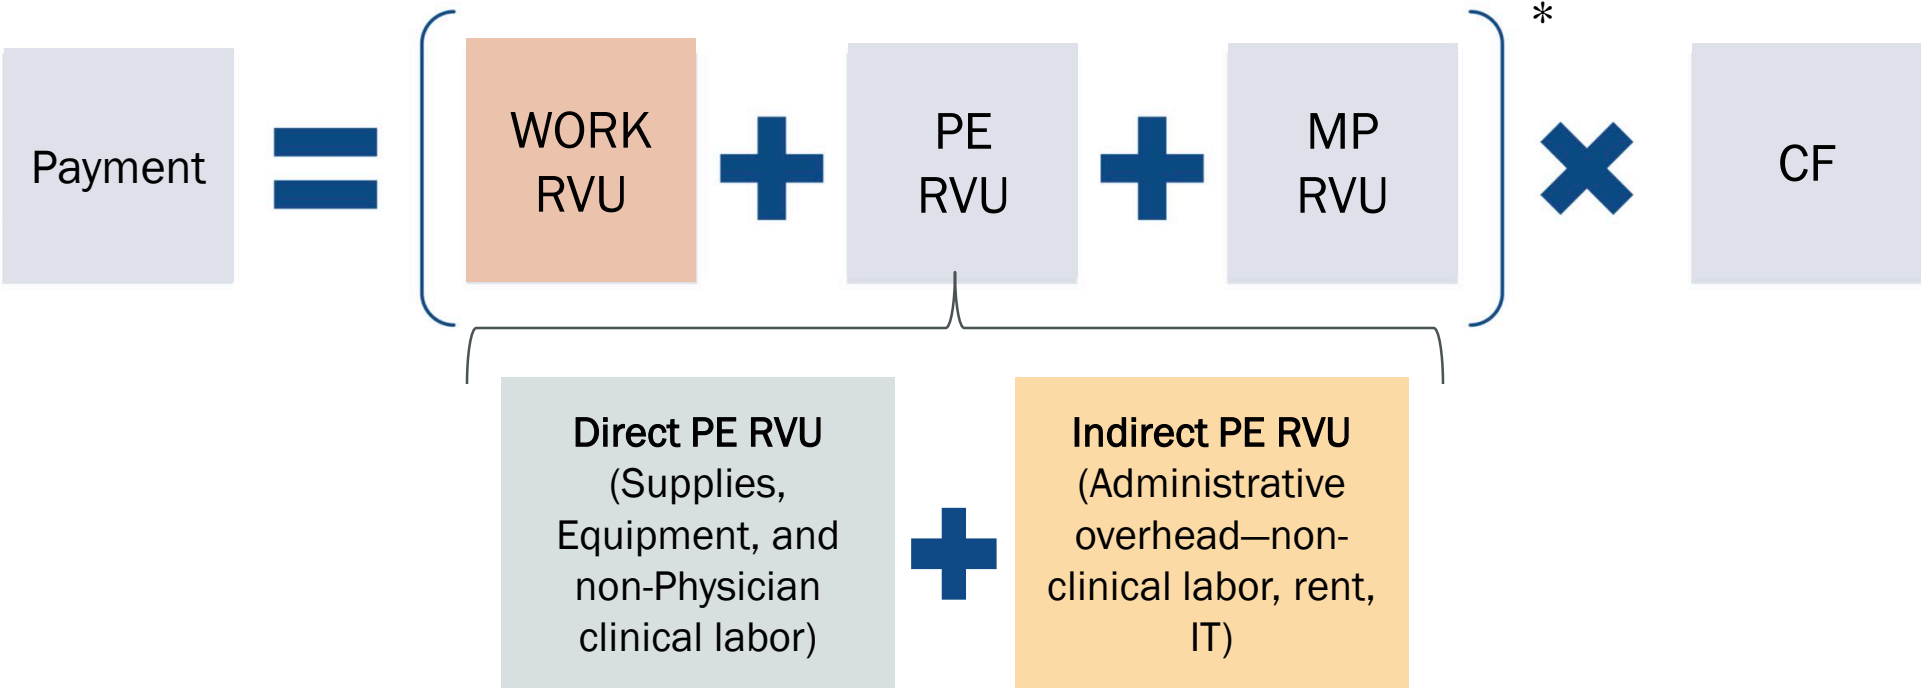 *
Payment
WORK
RVU
PE
RVU
MP
RVU
CF
Direct PE RVU
(Supplies,
Equipment, and
non-Physician
clinical labor)
Indirect PE RVU
(Administrative
overhead—non-
clinical labor, rent,
IT)